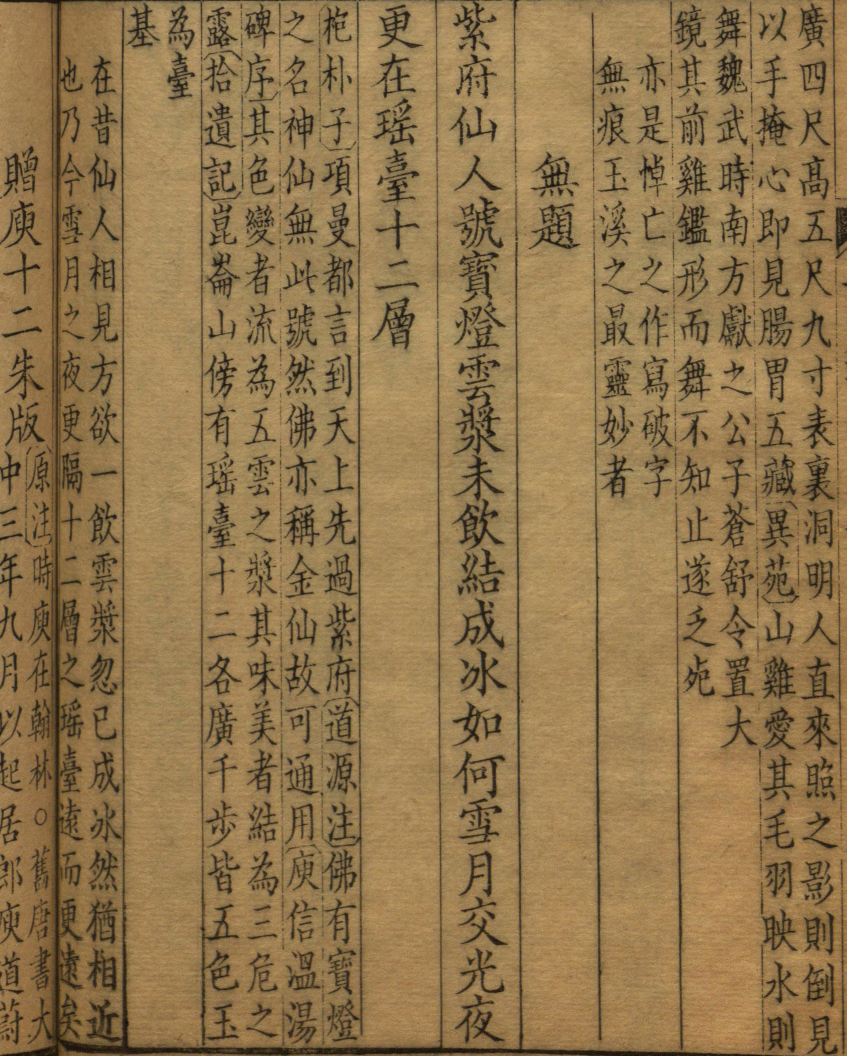 廣四尺高五尺九寸表裏洞明人直來照之影則倒見
以手掩心即見腸胃五藏異苑山雞愛其毛羽映水則
舞魏武時南方獻之公子蒼舒令置大
鏡其前雞鑑形而舞不知止遂乏死
亦是悼亡之作寫破字
無痕玉溪之最靈妙者
無題
紫府仙人號寶燈雲漿未飲結成冰如何雪月交光夜
更在瑶臺十二層
枹朴子項曼都言到天上先過紫府道源注佛有寶燈
之名神仙無此號然佛亦稱金仙故可通用庾信溫湯
碑序其色變者流為五雲之漿其味美者結為三危之
露拾遺記崑崙山傍有瑶臺十二各廣千步皆五色玉
為臺
基
在昔仙人相見方欲一飲雲漿忽已成冰然猶相近
也乃今雪月之夜更隔十二層之瑶臺遠而更遠矣
贈庾十二朱版
原注時庾在翰林○舊唐書大
中三年九月以起居郎庾道蔚